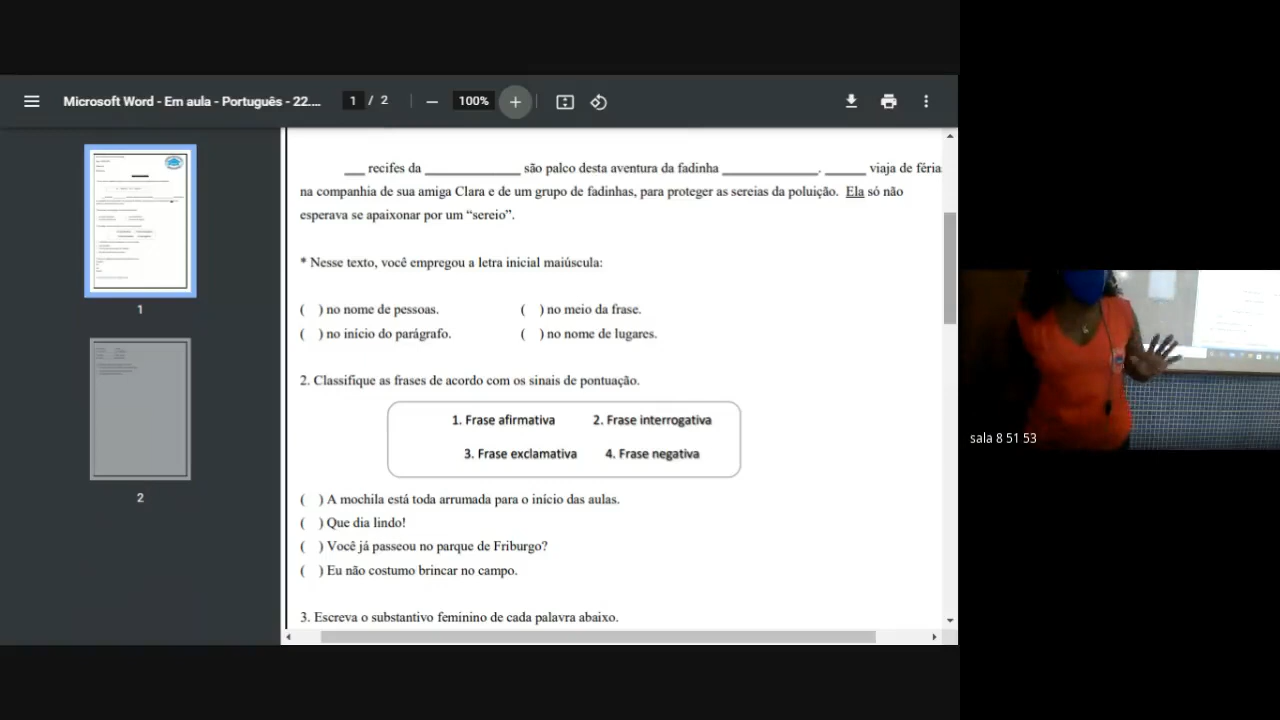 Microsoft Word - Em aula - Português - 22....
1 / 2
100%
___ recifes da ______________ são palco desta aventura da fadinha ______________. ______ viaja de féria
na companhia de sua amiga Clara e de um grupo de fadinhas, para proteger as sereias da poluição. Ela só não
esperava se apaixonar por um “sereio”.
* Nesse texto, você empregou a letra inicial maiúscula:
( ) no nome de pessoas. ( ) no meio da frase.
( ) no início do parágrafo. ( ) no nome de lugares.
2. Classifique as frases de acordo com os sinais de pontuação.
1. Frase afirmativa 2. Frase interrogativa
3. Frase exclamativa 4. Frase negativa
( ) A mochila está toda arrumada para o início das aulas.
( ) Que dia lindo!
( ) Você já passeou no parque de Friburgo?
( ) Eu não costumo brincar no campo.
3. Escreva o substantivo feminino de cada palavra abaixo.
1
2
sala 8 51 53